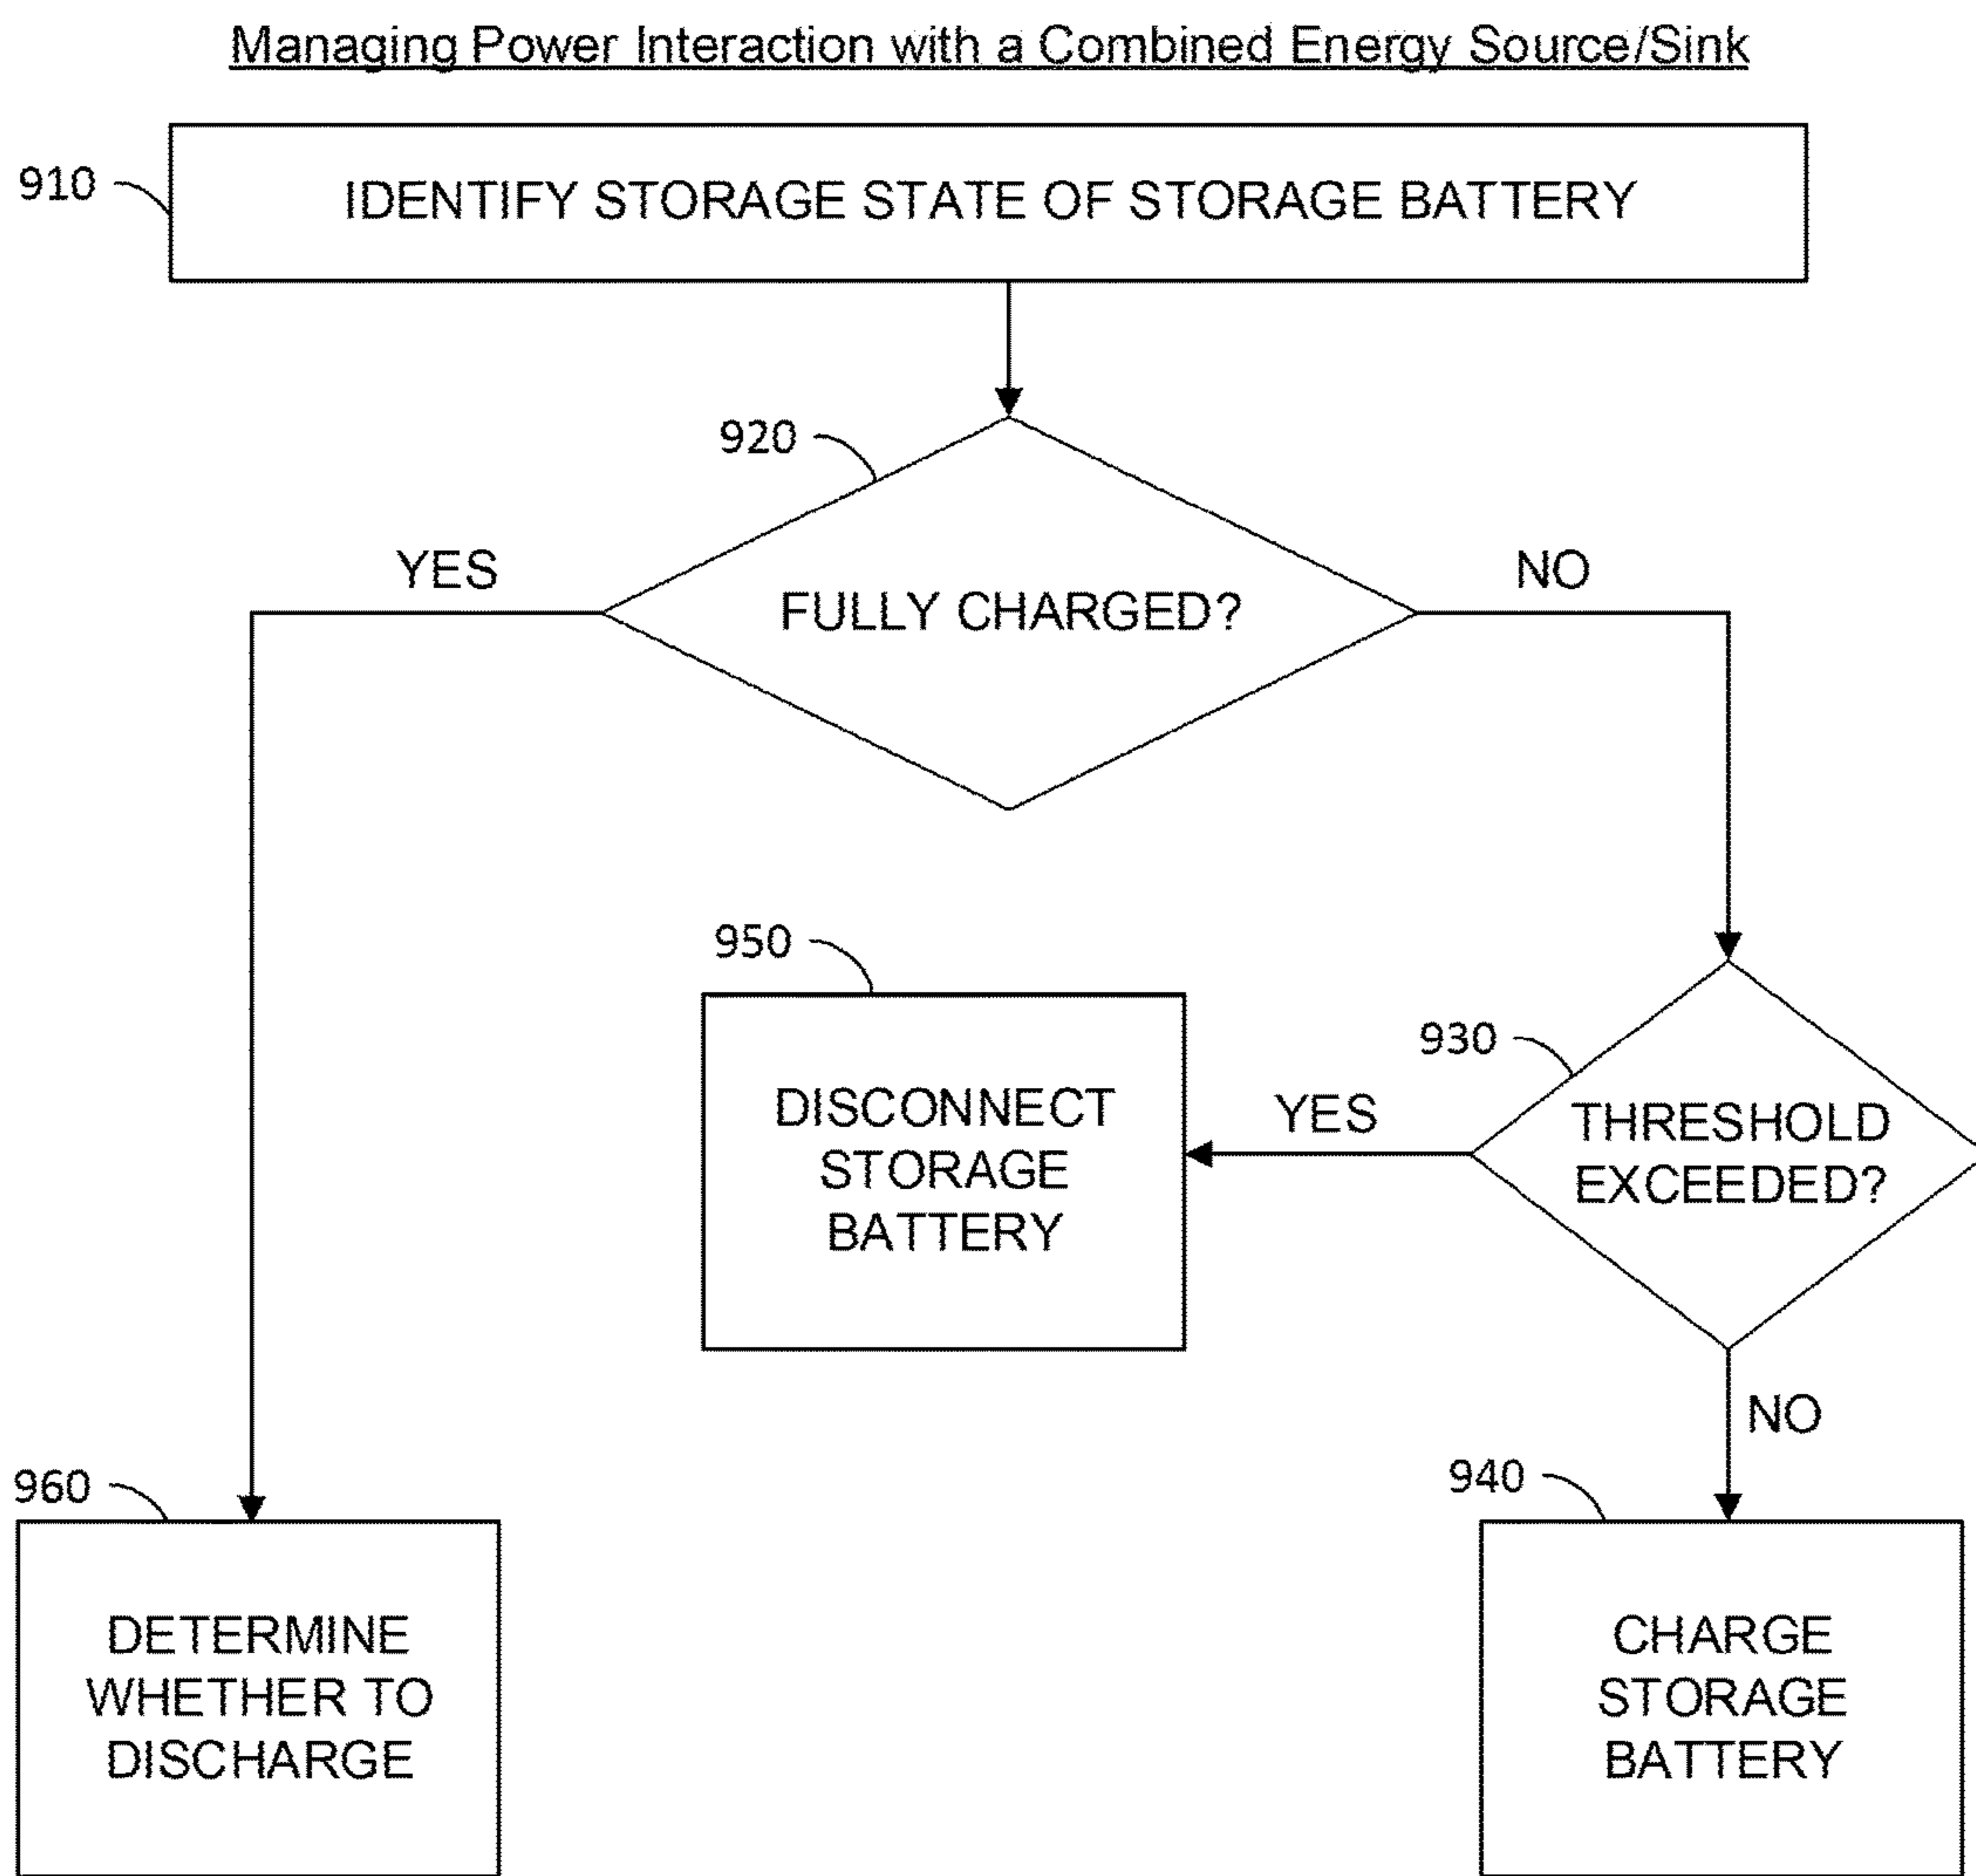 Managing Power Interaction with a Combined Energy Source/Sink
910
IDENTIFY STORAGE STATE OF STORAGE BATTERY
920
YES
NO
FULLY CHARGED?
950
930
DISCONNECT
STORAGE
BATTERY
YES
THRESHOLD
EXCEEDED?
NO
960
940
DETERMINE
WHETHER TO
DISCHARGE
CHARGE
STORAGE
BATTERY